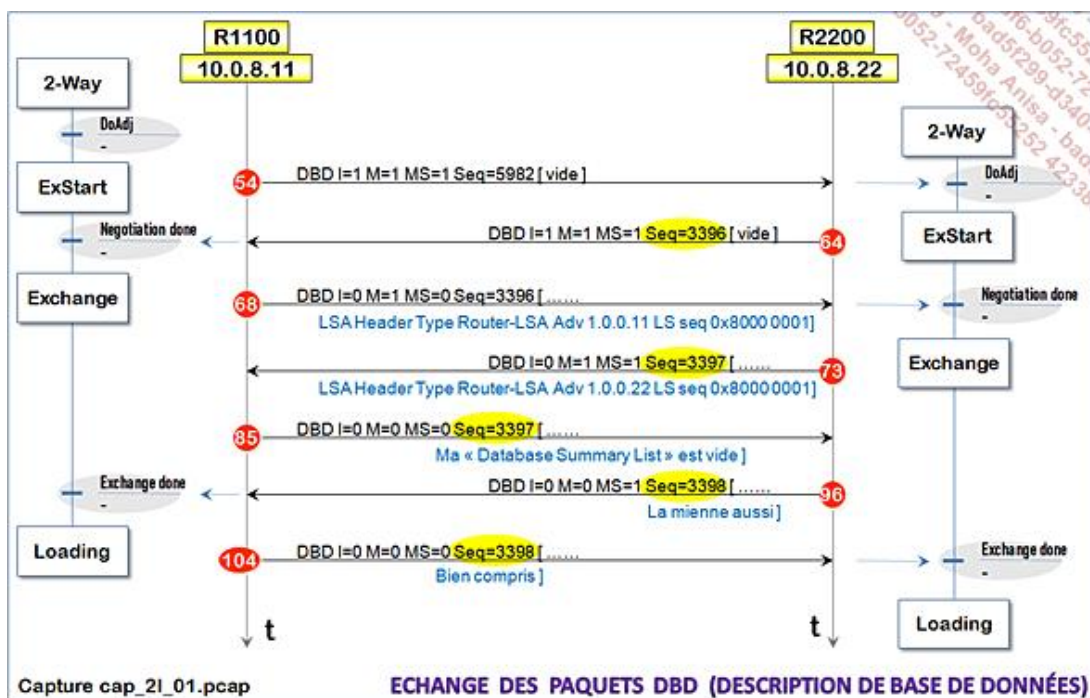 R1100
10.0.8.11
R2200
10.0.8.22
2-Way
DoAdj
-
2-Way
DBD I=1 M=1 MS=1 Seq=5982 [ vide ]
54
DoAdj
-
ExStart
Negotiation done
-
DBD I=1 M=1 MS=1 Seq=3396 [ vide ]
64
ExStart
Exchange
68
DBD I=0 M=1 MS=0 Seq=3396 [ ......
LSA Header Type Router-LSA Adv 1.0.0.11 LS seq 0x8000 0001]
Negotiation done
-
DBD I=0 M=1 MS=1 Seq=3397 [ ......
73
LSA Header Type Router-LSA Adv 1.0.0.22 LS seq 0x8000 0001]
Exchange
85
DBD I=0 M=0 MS=0 Seq=3397 [ ......
Ma « Database Summary List » est vide ]
Exchange done
-
DBD I=0 M=0 MS=1 Seq=3398 [ ......
96
La mienne aussi ]
Loading
104
DBD I=0 M=0 MS=0 Seq=3398 [ ......
Bien compris ]
Exchange done
-
Loading
t
t
Capture cap_2I_01.pcap
ECHANGE DES PAQUETS DBD (DESCRIPTION DE BASE DE DONNÉES)
- Moha Anisa -